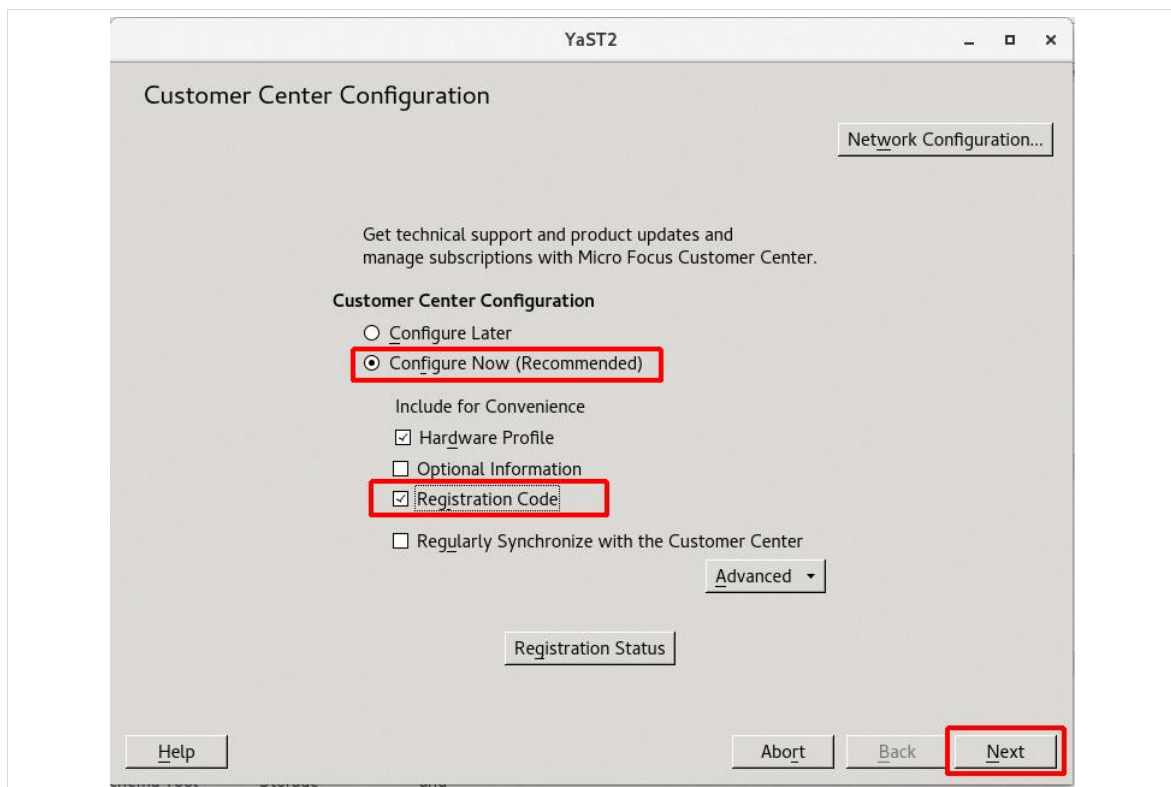 YaST2
Customer Center Configuration
Network Configuration...
Get technical support and product updates and
manage subscriptions with Micro Focus Customer Center.
Customer Center Configuration
Configure Later
Configure Now (Recommended)
Include for Convenience
Hardware Profile
Optional Information
Registration Code
Regularly Synchronize with the Customer Center
Advanced
Registration Status
Help
Abort
Back
Next